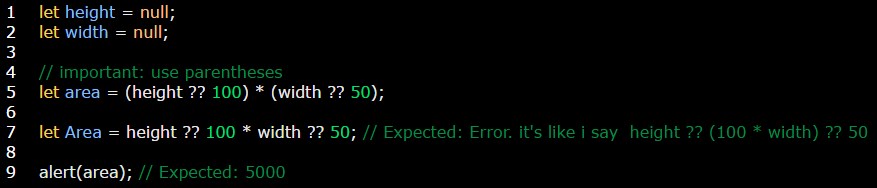 1 let height = null;
2 let width = null;
3
4 // important: use parentheses
5 let area = (height ?? 100) * (width ?? 50);
6
7 let Area = height ?? 100 * width ?? 50; // Expected: Error. it's like i say  height ?? (100 * width) ?? 50
8
9 alert(area); // Expected: 5000